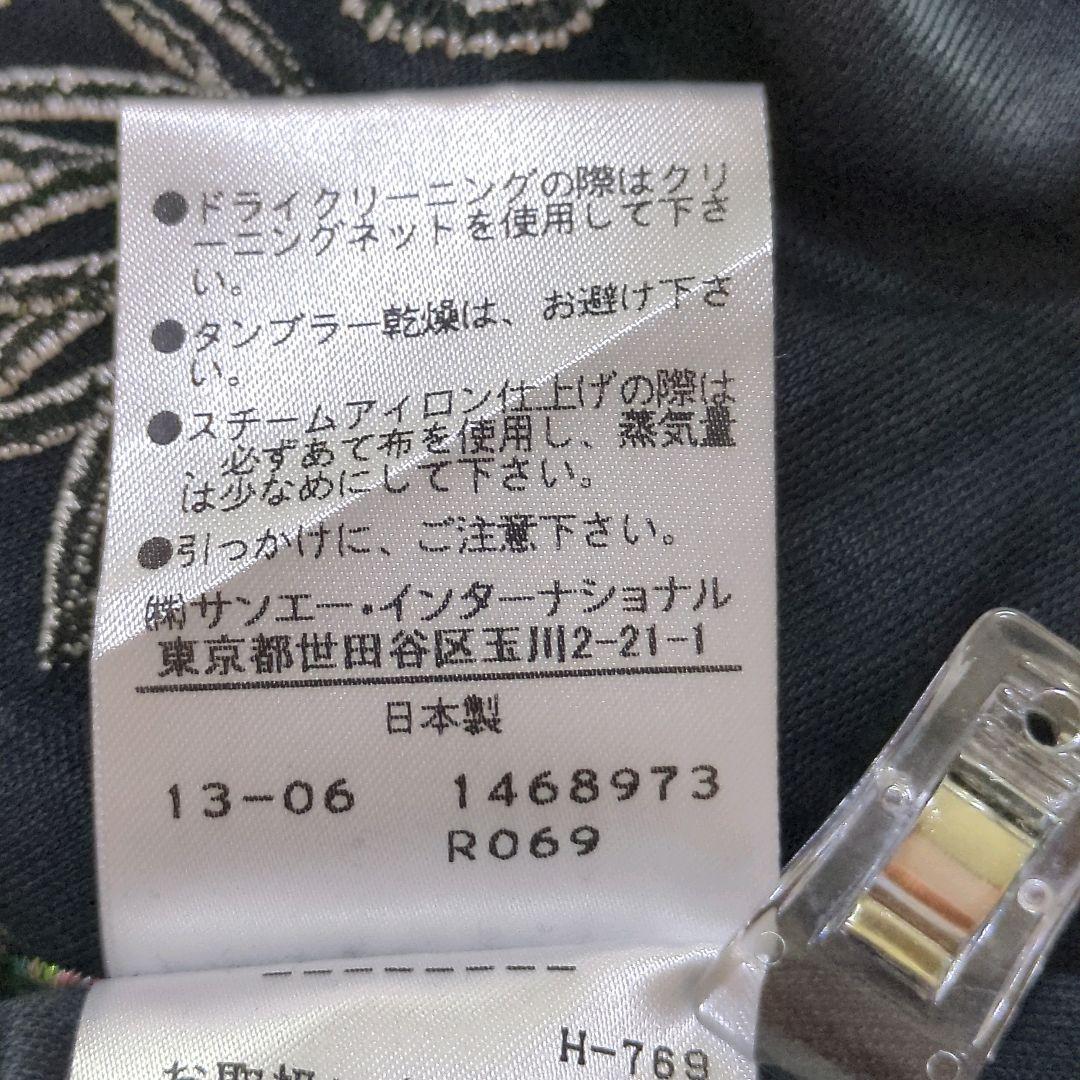 ●ドライクリーニングの際はクリ
ーニングネットを使用して下さ
い。
●タンブラー乾燥は、お避け下さ
い。
●スチームアイロン仕上げの際は
、必ずあて布を使用し、蒸気量
は少なめにして下さい。
●引っかけに、ご注意下さい。
㈱サンエー・インターナショナル
東京都世田谷区玉川2-21-1
日本製
13-06 1468973
R069
--------
H-769
お取扱い